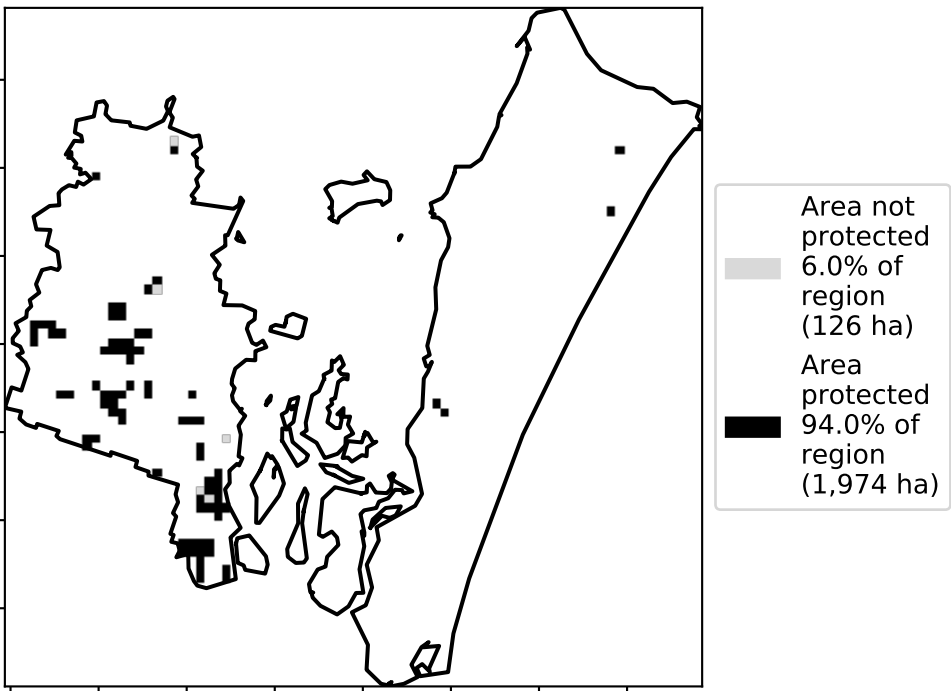 Area not
protected
6.0% of
region
(126 ha)
Area
protected
94.0% of
region
(1,974 ha)